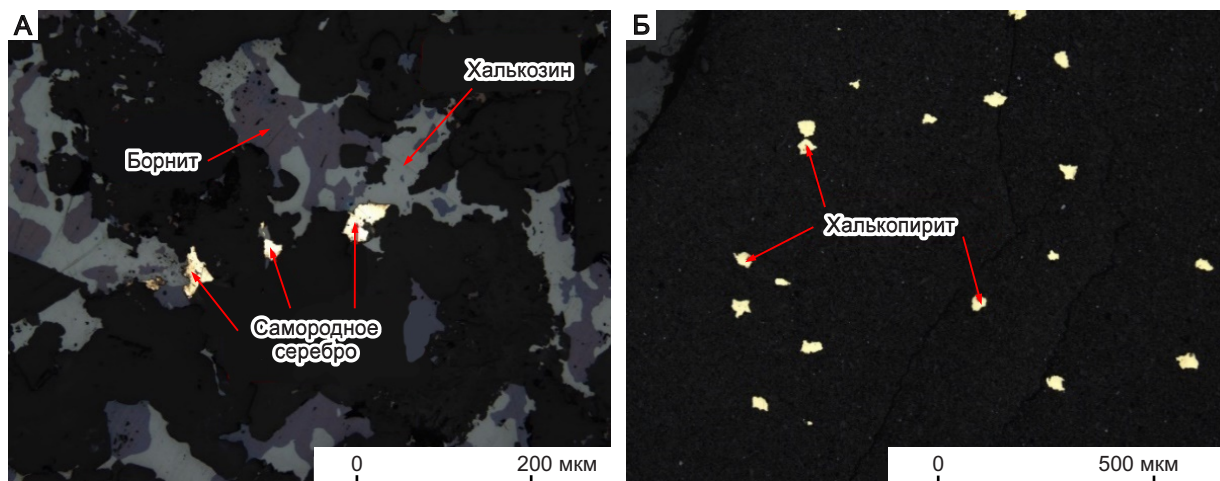 А
Халькозин
Борнит
Самородное
серебро
0
200 мкм
Б
Халькопирит
0
500 мкм